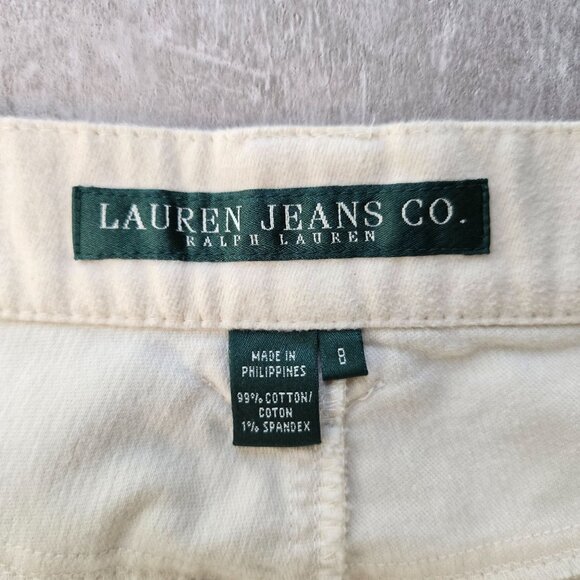 LAUREN JEANS CO.
RALPH LAUREN
MADE IN
PHILIPPINES
99% COTTON/
COTON
1% SPANDEX
8